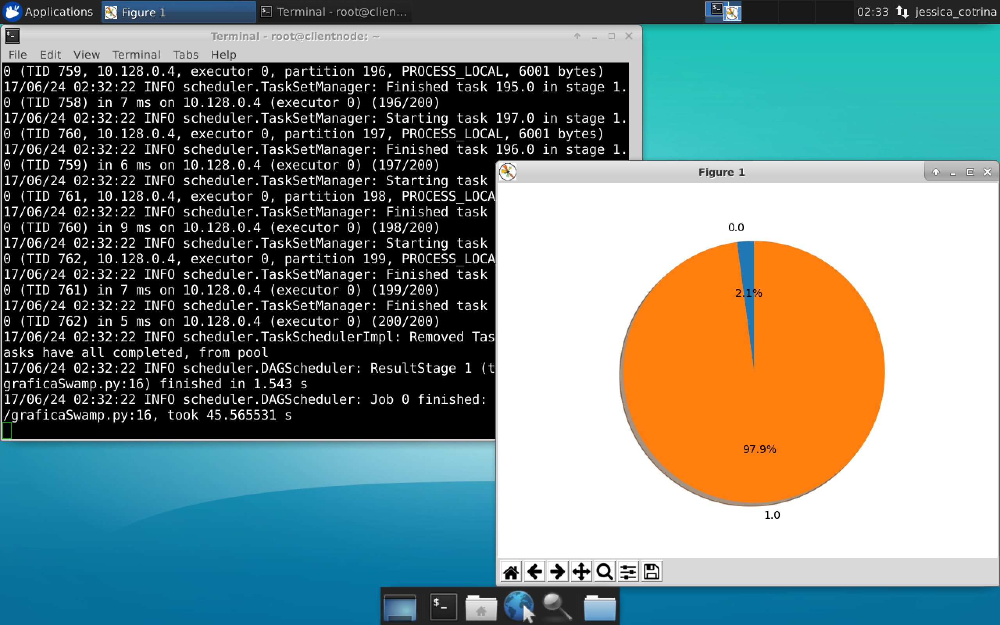 Applications
Figure 1
Terminal - root@clien...
02:33
jessica_cotrina
Terminal - root@clientnode: ~
File Edit View Terminal Tabs Help
0 (TID 759, 10.128.0.4, executor 0, partition 196, PROCESS_LOCAL, 6001 bytes)
17/06/24 02:32:22 INFO scheduler.TaskSetManager: Finished task 195.0 in stage 1.
0 (TID 758) in 7 ms on 10.128.0.4 (executor 0) (196/200)
17/06/24 02:32:22 INFO scheduler.TaskSetManager: Starting task 197.0 in stage 1.
0 (TID 760, 10.128.0.4, executor 0, partition 197, PROCESS_LOCAL, 6001 bytes)
17/06/24 02:32:22 INFO scheduler.TaskSetManager: Finished task 196.0 in stage 1.
0 (TID 759) in 6 ms on 10.128.0.4 (executor 0) (197/200)
17/06/24 02:32:22 INFO scheduler.TaskSetManager: Starting task
0 (TID 761, 10.128.0.4, executor 0, partition 198, PROCESS_LOCA
17/06/24 02:32:22 INFO scheduler.TaskSetManager: Finished task
0 (TID 760) in 9 ms on 10.128.0.4 (executor 0) (198/200)
17/06/24 02:32:22 INFO scheduler.TaskSetManager: Starting task
0 (TID 762, 10.128.0.4, executor 0, partition 199, PROCESS_LOCA
17/06/24 02:32:22 INFO scheduler.TaskSetManager: Finished task
0 (TID 761) in 7 ms on 10.128.0.4 (executor 0) (199/200)
17/06/24 02:32:22 INFO scheduler.TaskSetManager: Finished task
0 (TID 762) in 5 ms on 10.128.0.4 (executor 0) (200/200)
17/06/24 02:32:22 INFO scheduler.TaskSchedulerImpl: Removed Tas
asks have all completed, from pool
17/06/24 02:32:22 INFO scheduler.DAGScheduler: ResultStage 1 (t
graficaSwamp.py:16) finished in 1.543 s
17/06/24 02:32:22 INFO scheduler.DAGScheduler: Job 0 finished:
/graficaSwamp.py:16, took 45.565531 s
Figure 1
0.0
2.1%
97.9%
1.0